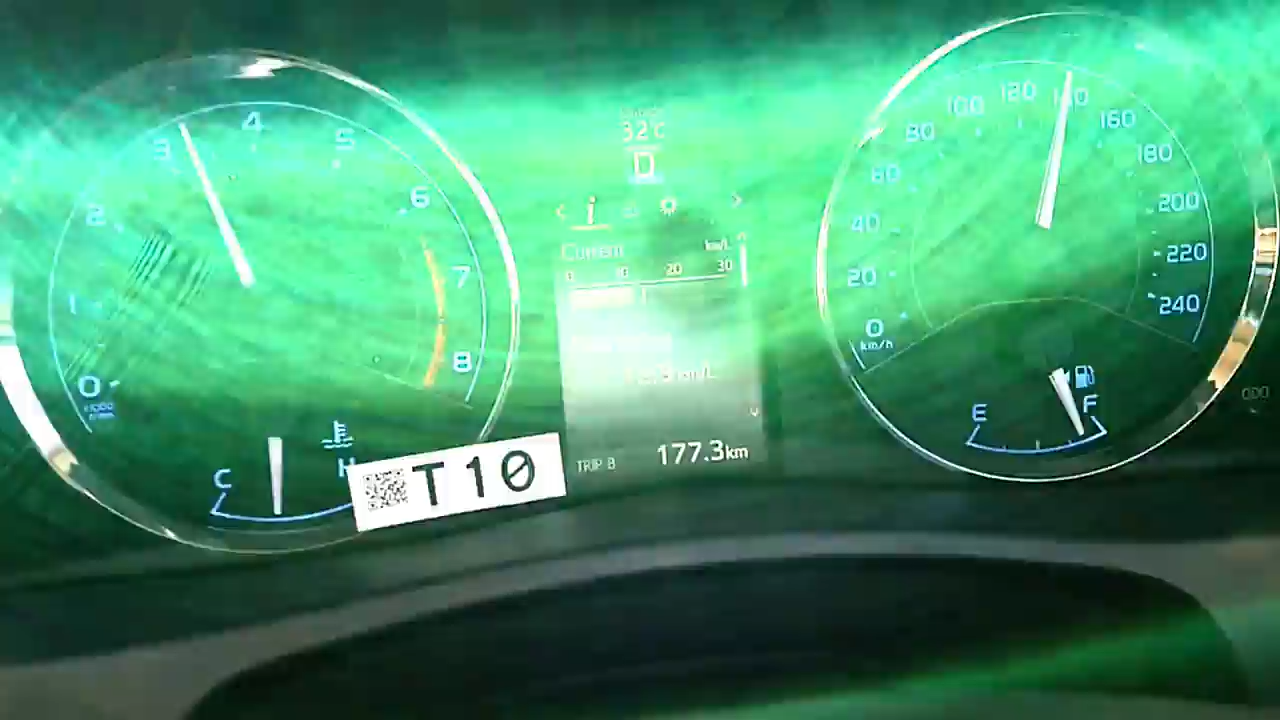 0 1 2 3 4 5 6 7 8
C H
T10
32°C
D
< i >
Current km/L
0 10 20 30
TRIP B 177.3km
0 20 40 60 80 100 120 140 160 180 200 220 240
km/h
E F